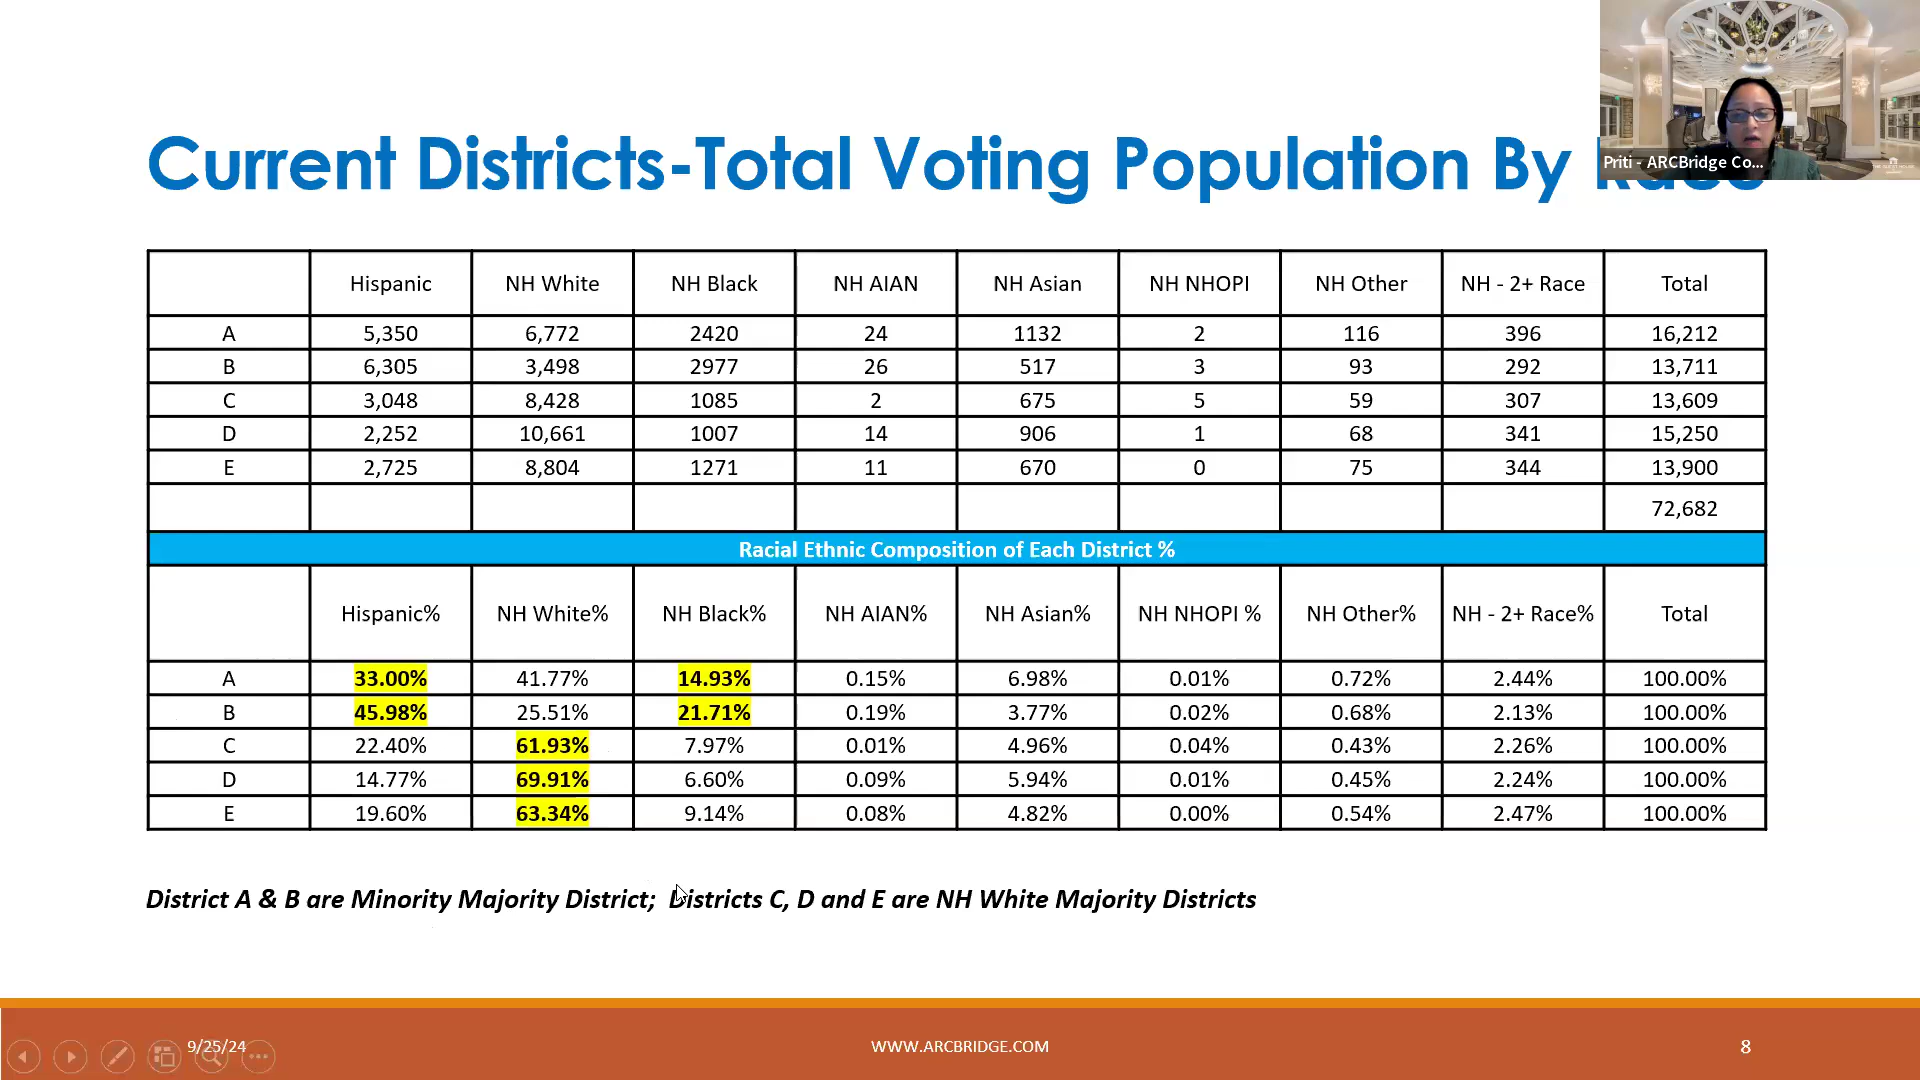 Current Districts-Total Voting Population By
Priti - ARCBridge Co...
Hispanic NH White NH Black NH AIAN NH Asian NH NHOPI NH Other NH - 2+ Race Total
A 5,350 6,772 2420 24 1132 2 116 396 16,212
B 6,305 3,498 2977 26 517 3 93 292 13,711
C 3,048 8,428 1085 2 675 5 59 307 13,609
D 2,252 10,661 1007 14 906 1 68 341 15,250
E 2,725 8,804 1271 11 670 0 75 344 13,900
72,682
Racial Ethnic Composition of Each District %
Hispanic% NH White% NH Black% NH AIAN% NH Asian% NH NHOPI % NH Other% NH - 2+ Race% Total
A 33.00% 41.77% 14.93% 0.15% 6.98% 0.01% 0.72% 2.44% 100.00%
B 45.98% 25.51% 21.71% 0.19% 3.77% 0.02% 0.68% 2.13% 100.00%
C 22.40% 61.93% 7.97% 0.01% 4.96% 0.04% 0.43% 2.26% 100.00%
D 14.77% 69.91% 6.60% 0.09% 5.94% 0.01% 0.45% 2.24% 100.00%
E 19.60% 63.34% 9.14% 0.08% 4.82% 0.00% 0.54% 2.47% 100.00%
District A & B are Minority Majority District; Districts C, D and E are NH White Majority Districts
9/25/24 WWW.ARCBRIDGE.COM 8